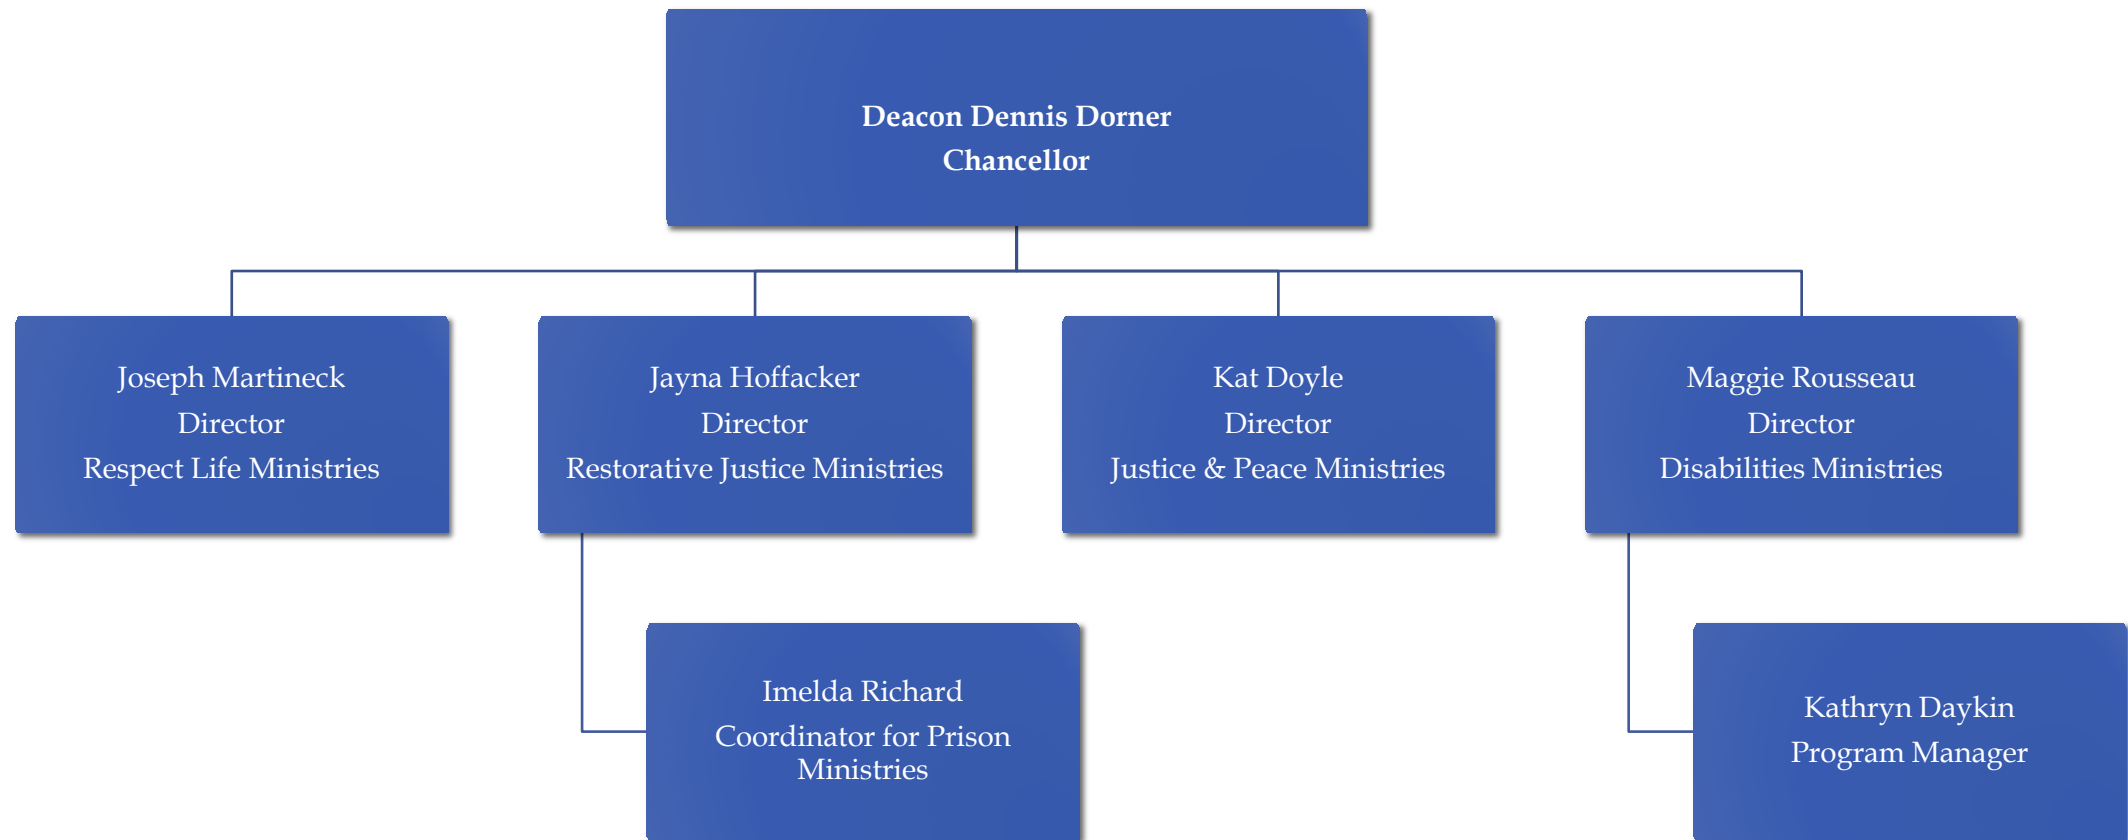 Deacon Dennis Dorner
Chancellor
Joseph Martineck
Director
Respect Life Ministries
Jayna Hoffacker
Director
Restorative Justice Ministries
Kat Doyle
Director
Justice & Peace Ministries
Maggie Rousseau
Director
Disabilities Ministries
Imelda Richard
Coordinator for Prison
Ministries
Kathryn Daykin
Program Manager